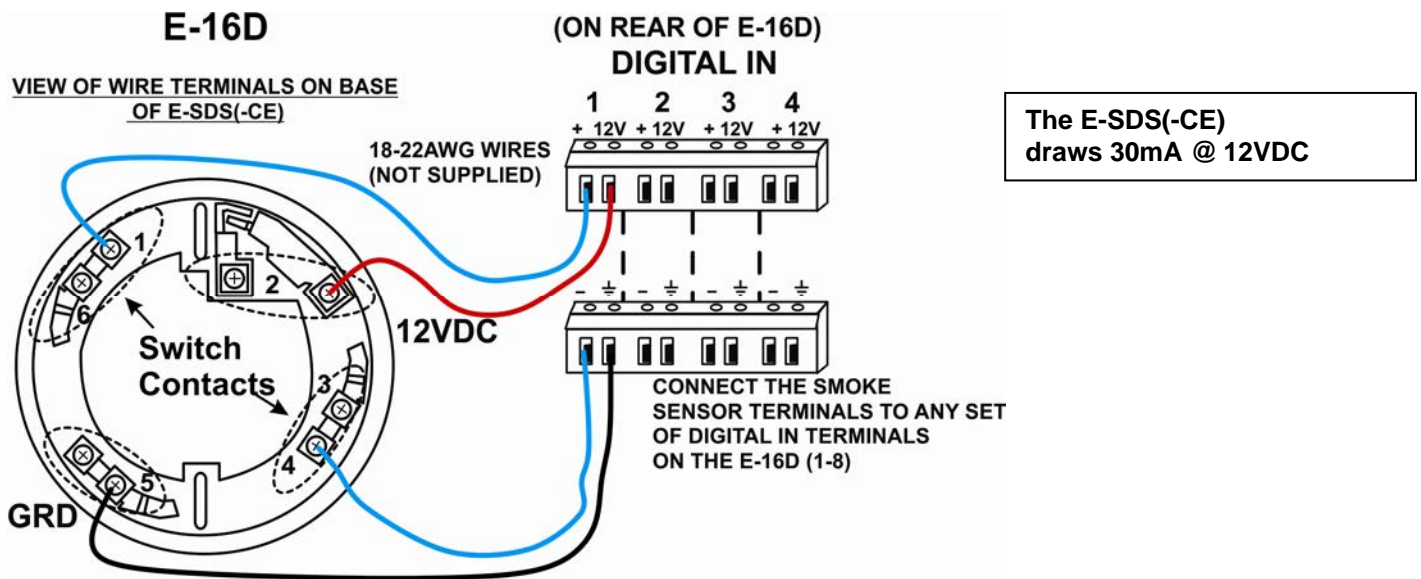 E-16D
VIEW OF WIRE TERMINALS ON BASE
OF E-SDS(-CE)
(ON REAR OF E-16D)
DIGITAL IN
1 2 3 4
+ 12V + 12V + 12V + 12V
18-22AWG WIRES
(NOT SUPPLIED)
The E-SDS(-CE)
draws 30mA @ 12VDC
1
2
6
12VDC
Switch
Contacts
3
4
5
GRD
- ⏚ - ⏚ - ⏚ - ⏚
CONNECT THE SMOKE
SENSOR TERMINALS TO ANY SET
OF DIGITAL IN TERMINALS
ON THE E-16D (1-8)